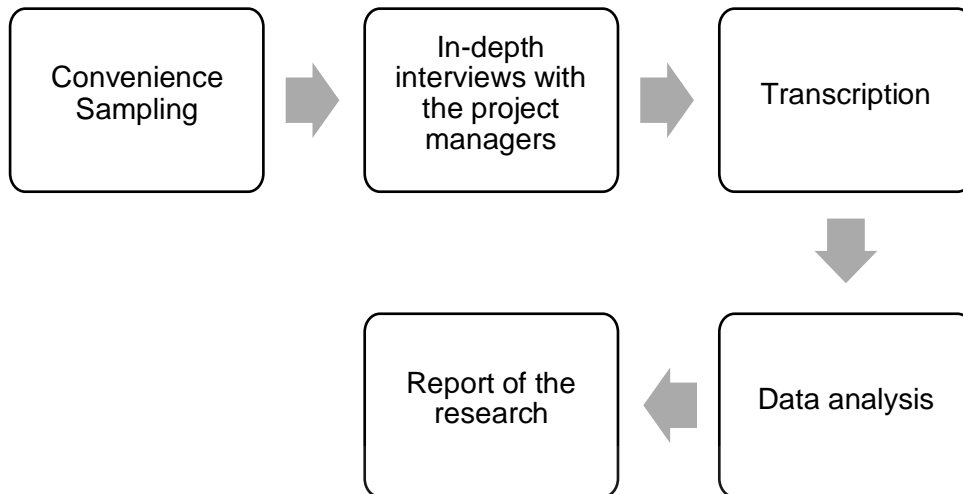 Convenience
Sampling
In-depth
interviews with
the project
managers
Transcription
Data analysis
Report of the
research